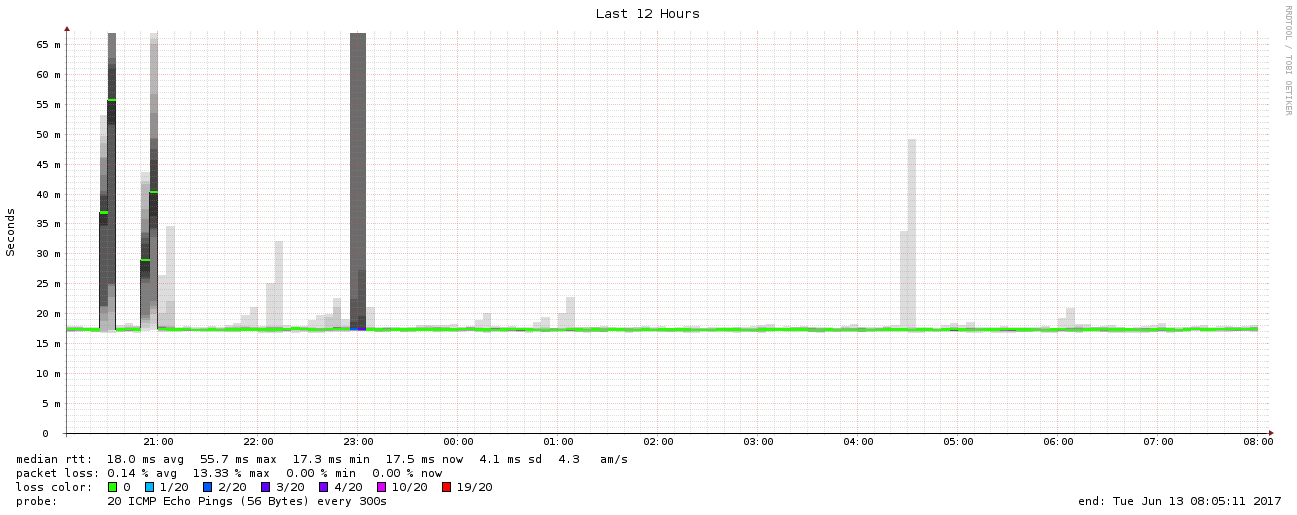 Last 12 Hours
RRDTOOL / TOBI OETIKER
Seconds
65 m
60 m
55 m
50 m
45 m
40 m
35 m
30 m
25 m
20 m
15 m
10 m
5 m
0
21:00 22:00 23:00 00:00 01:00 02:00 03:00 04:00 05:00 06:00 07:00 08:00
median rtt: 18.0 ms avg 55.7 ms max 17.3 ms min 17.5 ms now 4.1 ms sd 4.3 am/s
packet loss: 0.14 % avg 13.33 % max 0.00 % min 0.00 % now
loss color: 0 1/20 2/20 3/20 4/20 10/20 19/20
probe: 20 ICMP Echo Pings (56 Bytes) every 300s end: Tue Jun 13 08:05:11 2017